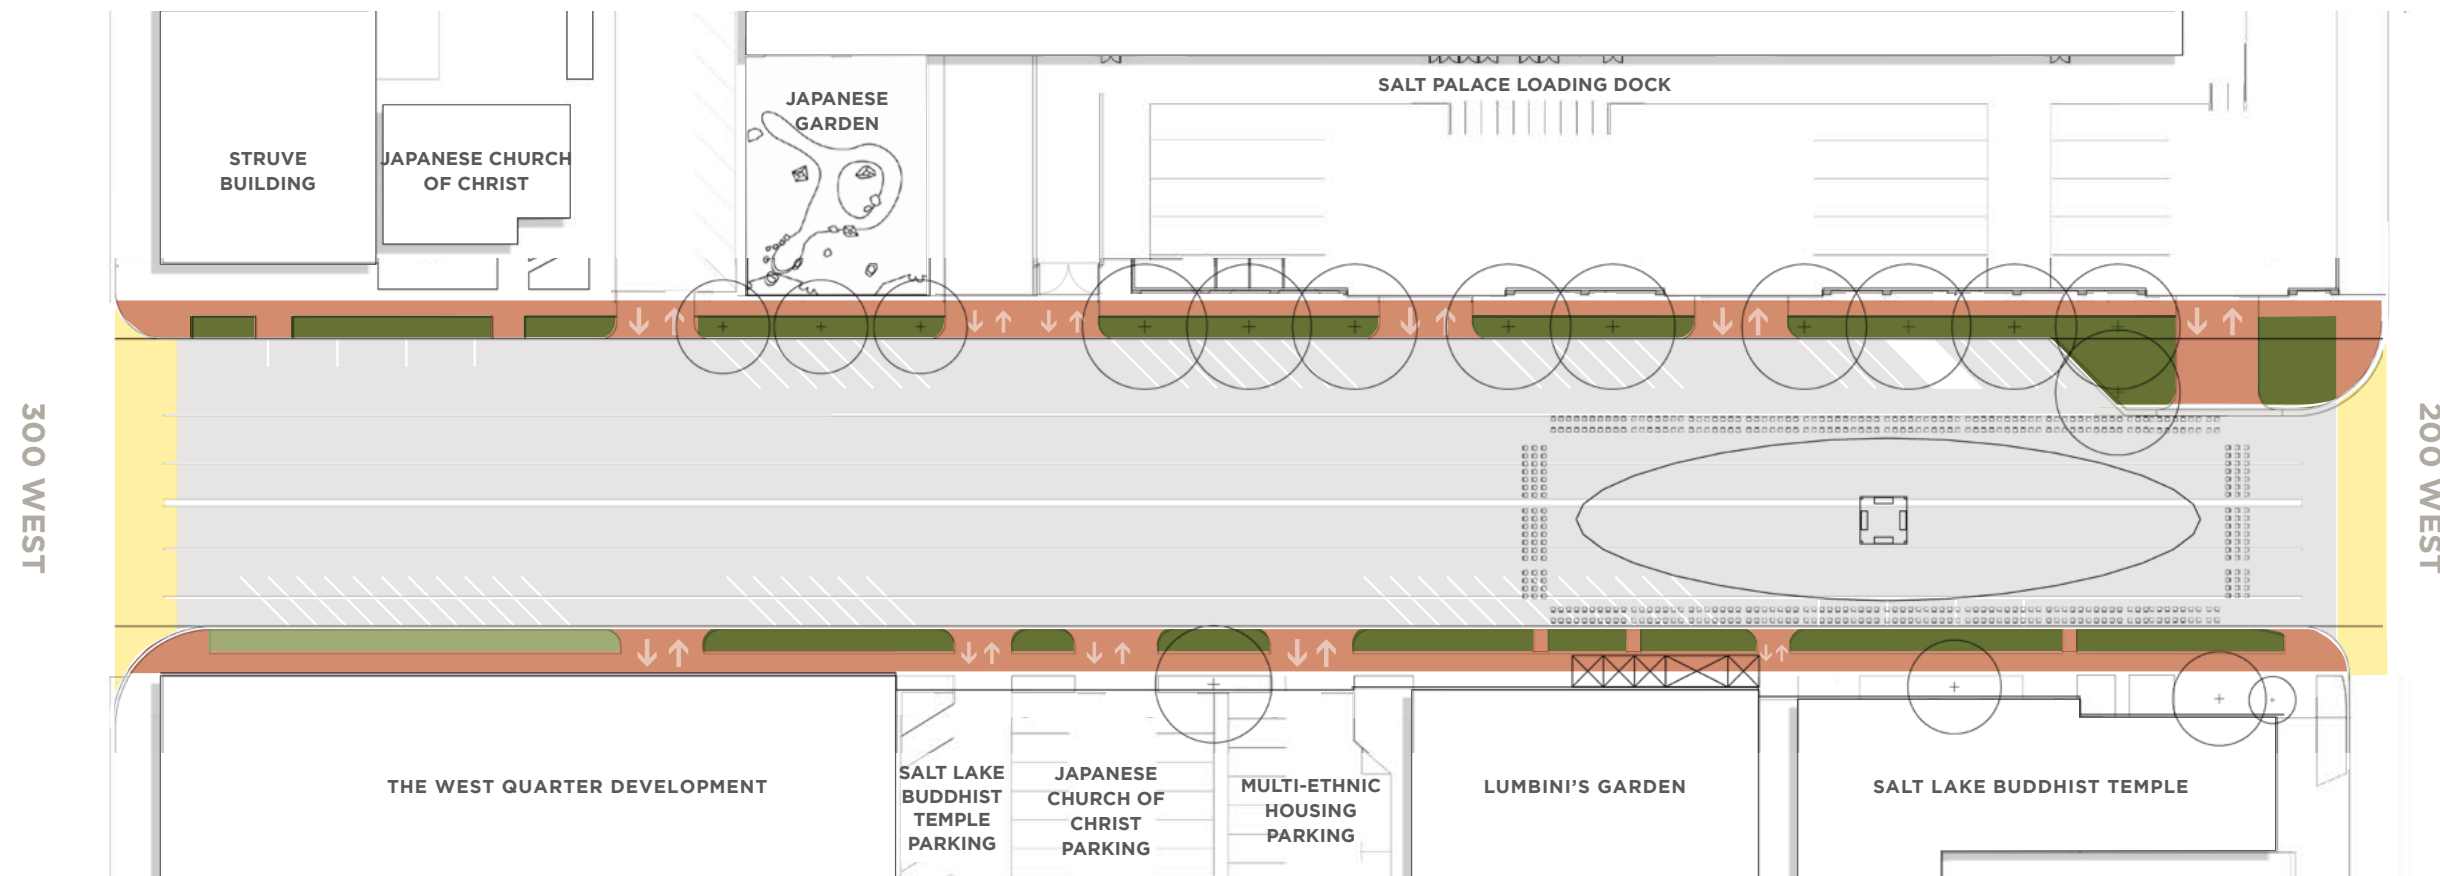 SALT PALACE LOADING DOCK
JAPANESE
GARDEN
STRUVE
BUILDING
JAPANESE CHURCH
OF CHRIST
300 WEST
200 WEST
THE WEST QUARTER DEVELOPMENT
SALT LAKE
BUDDHIST
TEMPLE
PARKING
JAPANESE
CHURCH OF
CHRIST
PARKING
MULTI-ETHNIC
HOUSING
PARKING
LUMBINI'S GARDEN
SALT LAKE BUDDHIST TEMPLE